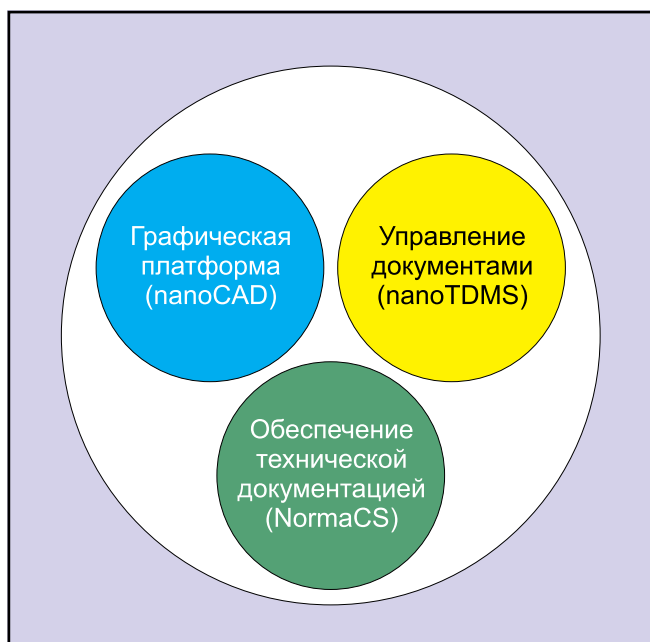 Графическая
платформа
(nanoCAD)
Управление
документами
(nanoTDMS)
Обеспечение
технической
документацией
(NormaCS)